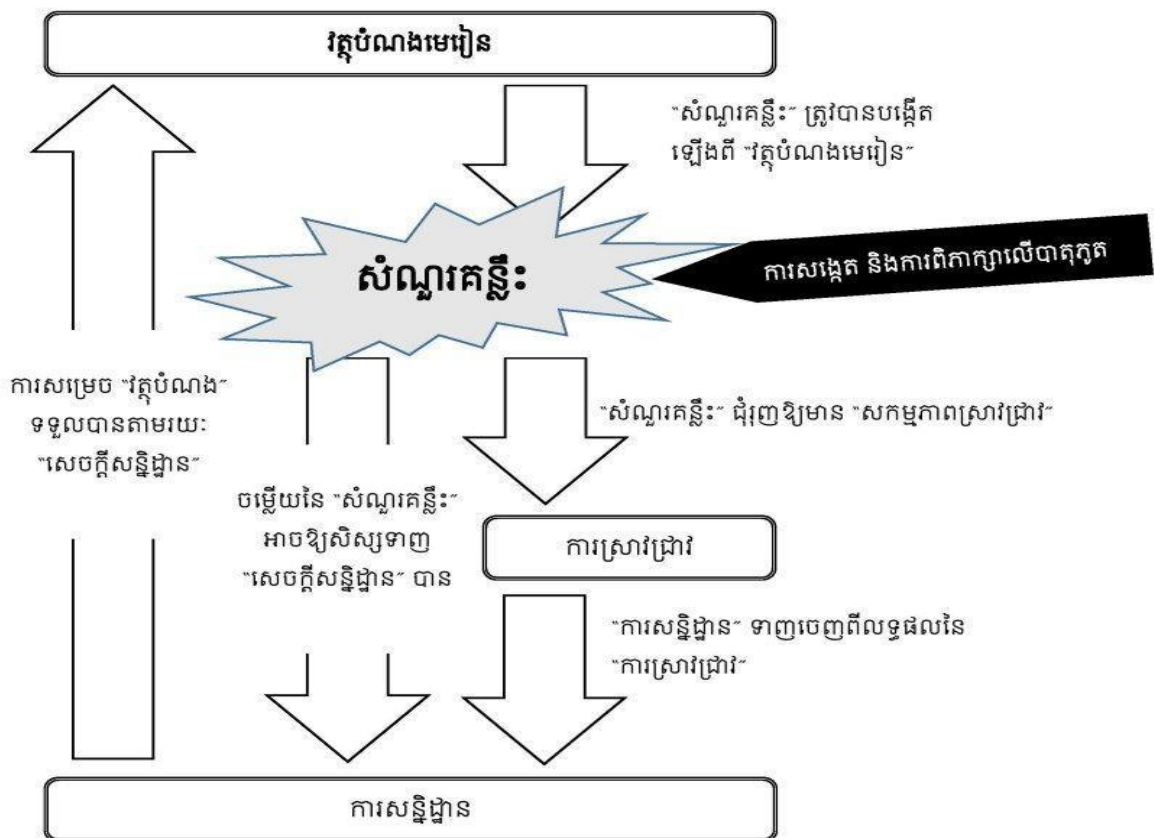 វត្ថុបំណងមេរៀន
"សំណួរគន្លឹះ" ត្រូវបានបង្កើត
ឡើងពី "វត្ថុបំណងមេរៀន"
សំណួរគន្លឹះ
ការសង្កេត និងការពិភាក្សាលើបាតុភូត
ការសម្រេច "វត្ថុបំណង"
ទទួលបានតាមរយៈ
"សេចក្តីសន្និដ្ឋាន"
"សំណួរគន្លឹះ" ជំរុញឱ្យមាន "សកម្មភាពស្រាវជ្រាវ"
ចម្លើយនៃ "សំណួរគន្លឹះ"
អាចឱ្យសិស្សទាញ
"សេចក្តីសន្និដ្ឋាន" បាន
ការស្រាវជ្រាវ
"ការសន្និដ្ឋាន" ទាញចេញពីលទ្ធផលនៃ
"ការស្រាវជ្រាវ"
ការសន្និដ្ឋាន